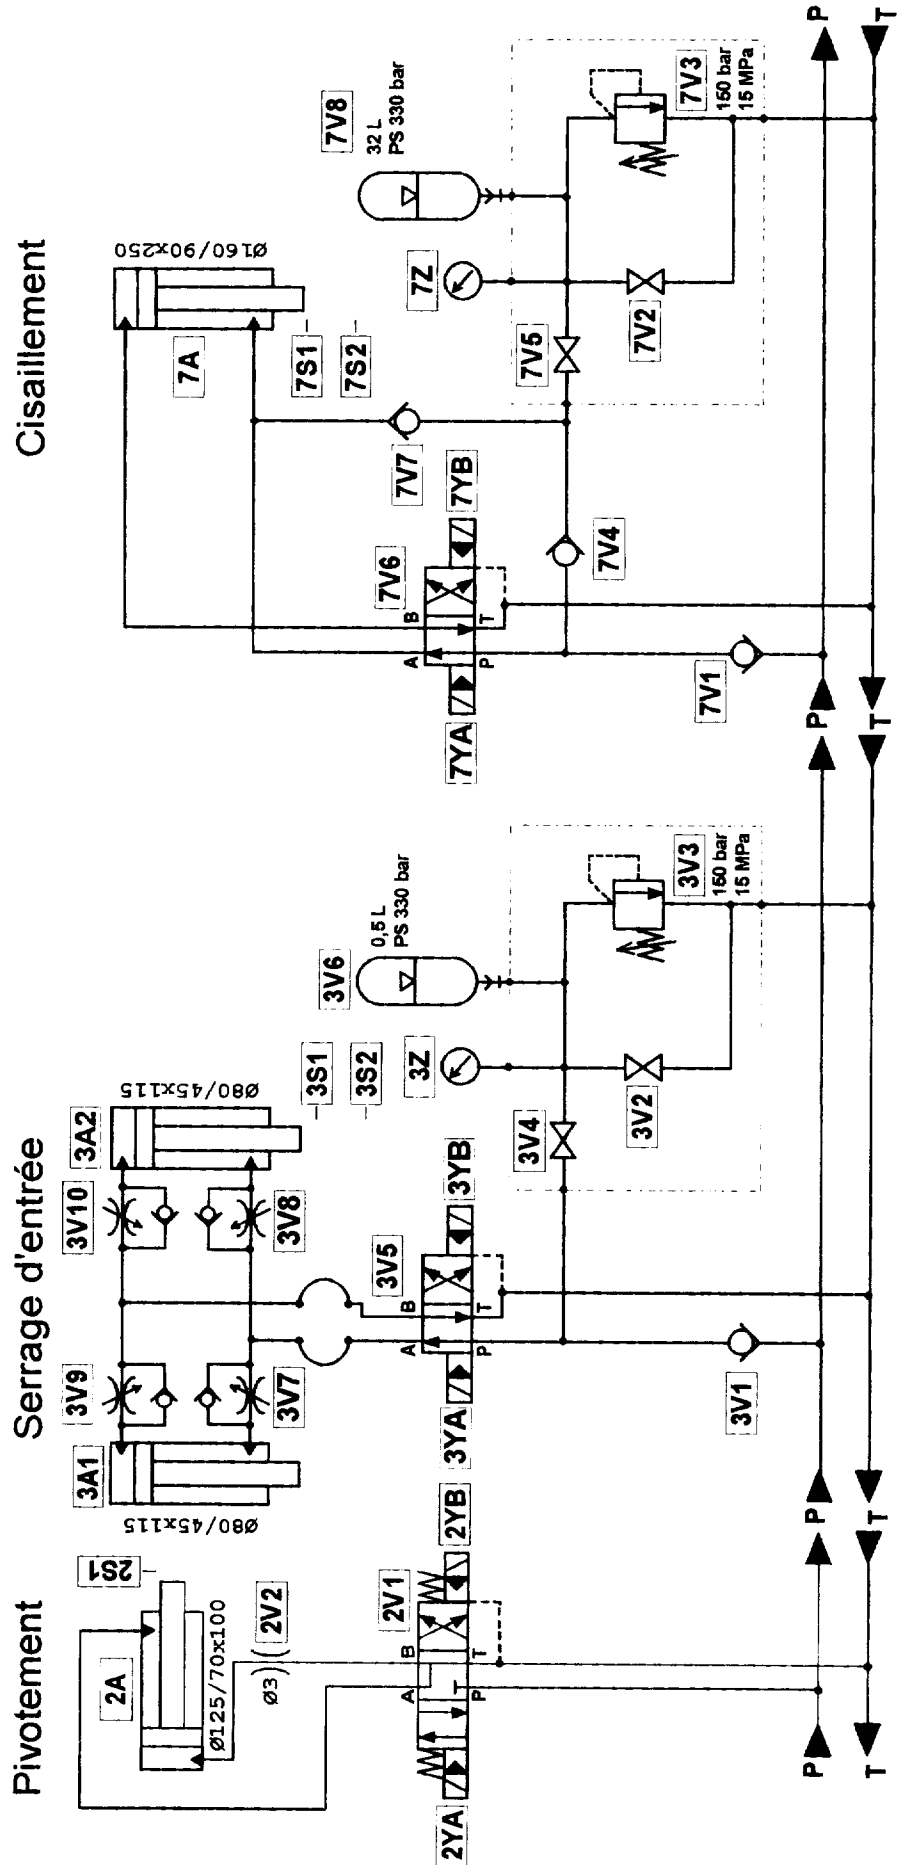 Pivotement
Serrage d'entrée
Cisaillement
2S1
2A
Ø125/70x100
Ø3
2V2
2YA
2V1
2YB
A
B
P
T
3A1
Ø80/45x115
3V9
3V7
3V10
3V8
3A2
Ø80/45x115
3S1
3S2
3YA
3V5
3YB
A
B
P
T
3V1
3V4
3Z
3V2
3V6
0,5 L
PS 330 bar
3V3
150 bar
15 MPa
7A
Ø160/90x250
7S1
7S2
7YA
7V6
7YB
A
B
P
T
7V1
7V7
7V4
7V5
7Z
7V2
7V8
32 L
PS 330 bar
7V3
150 bar
15 MPa
P
P
P
P
T
T
T
T